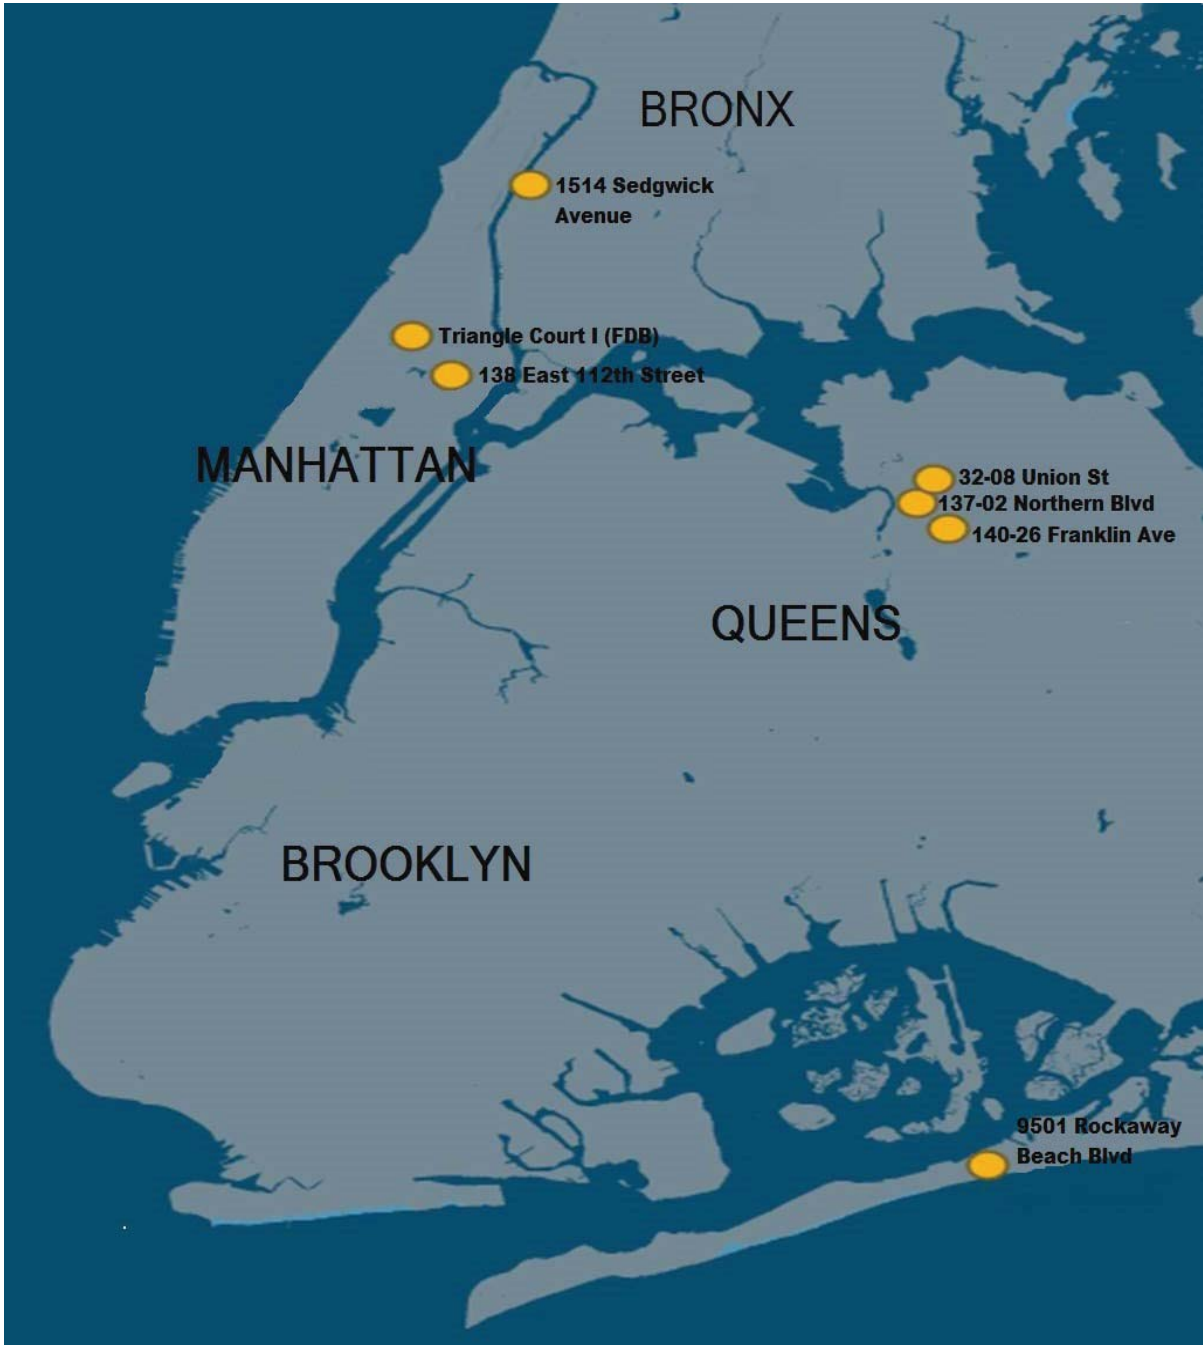 BRONX
1514 Sedgwick
Avenue
Triangle Court I (FDB)
138 East 112th Street
MANHATTAN
32-08 Union St
137-02 Northern Blvd
140-26 Franklin Ave
QUEENS
BROOKLYN
9501 Rockaway
Beach Blvd